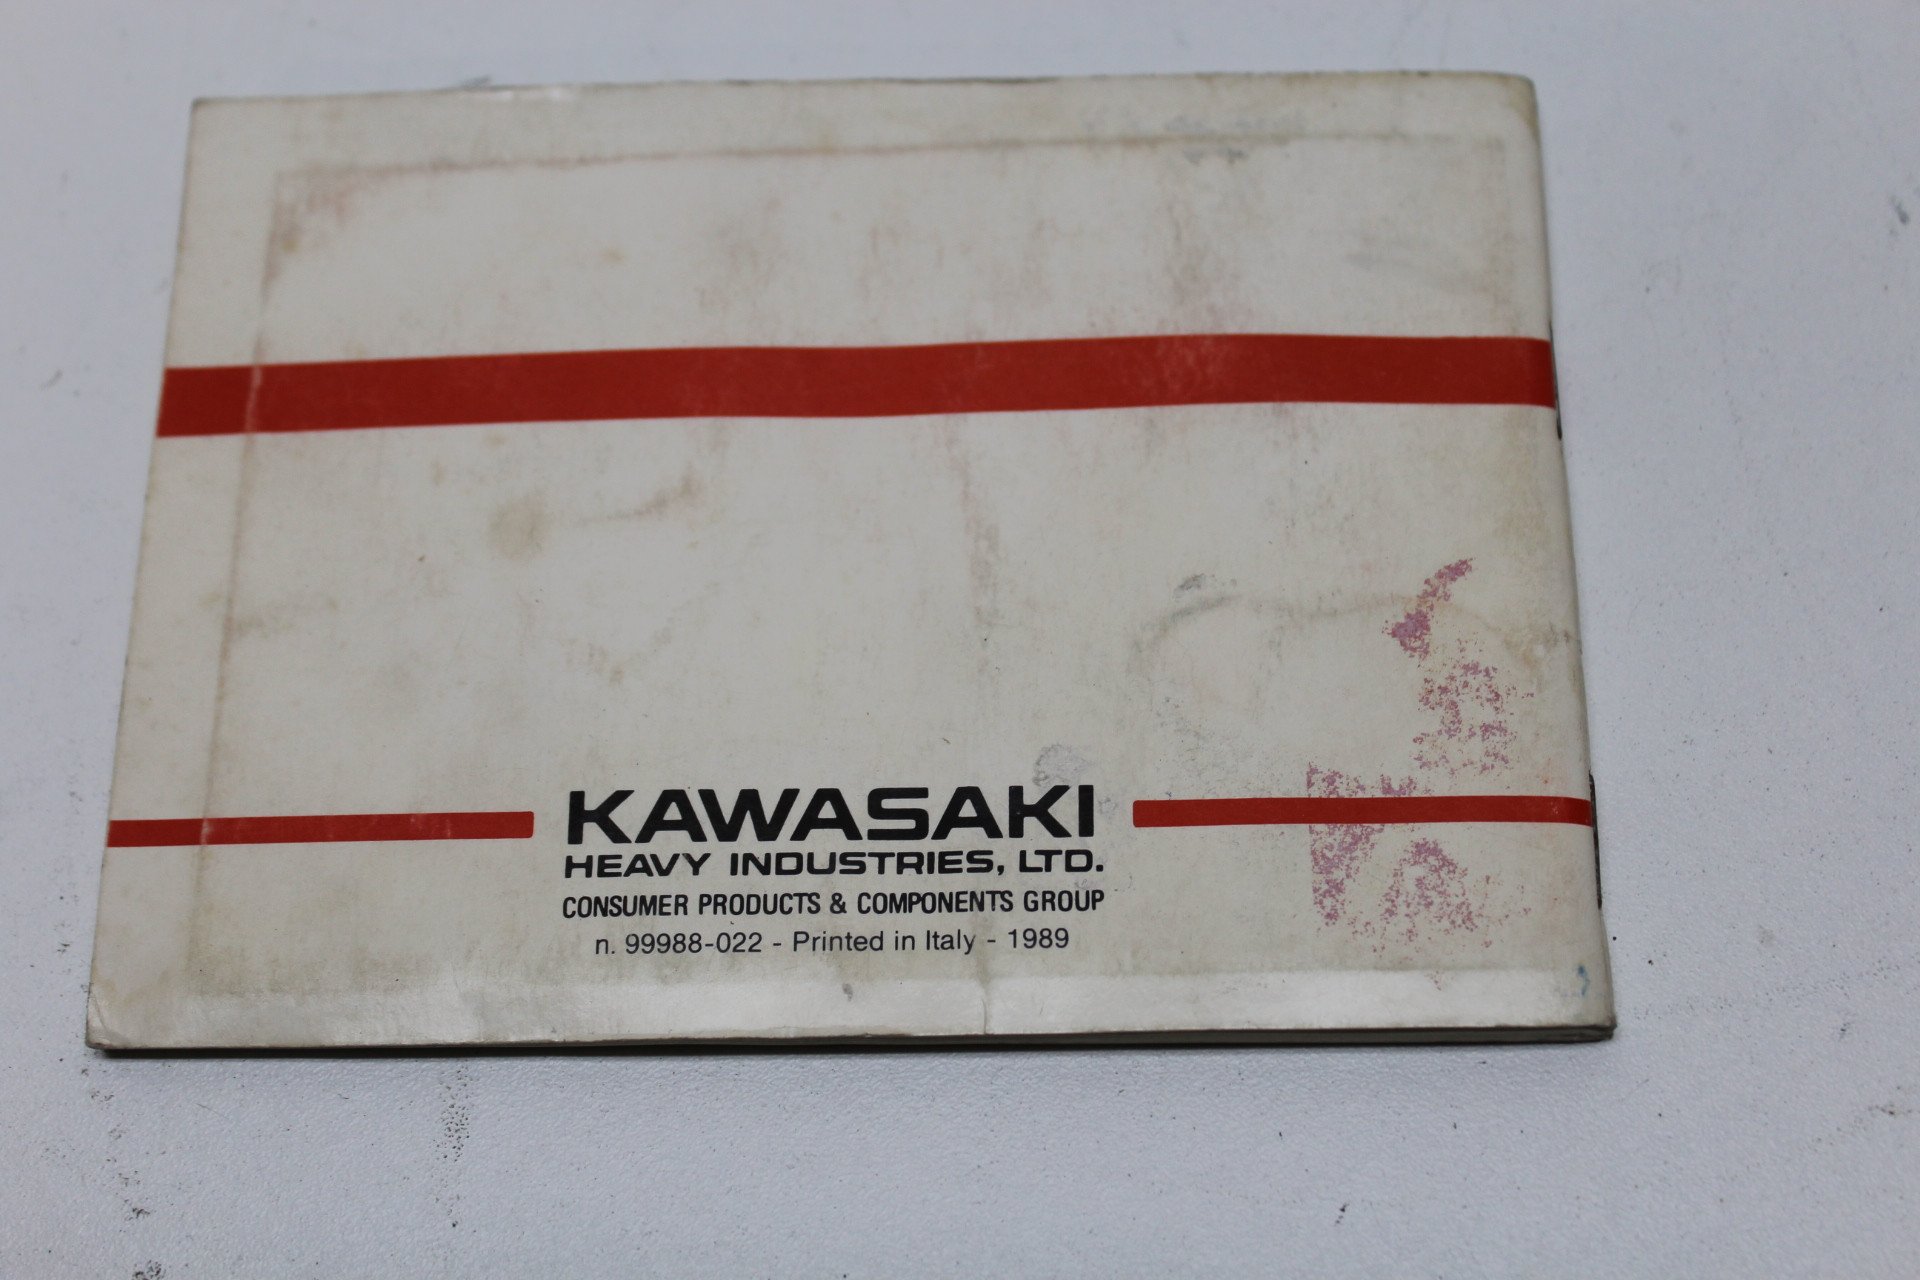 KAWASAKI
HEAVY INDUSTRIES, LTD.
CONSUMER PRODUCTS & COMPONENTS GROUP
n. 99988-022 - Printed in Italy - 1989